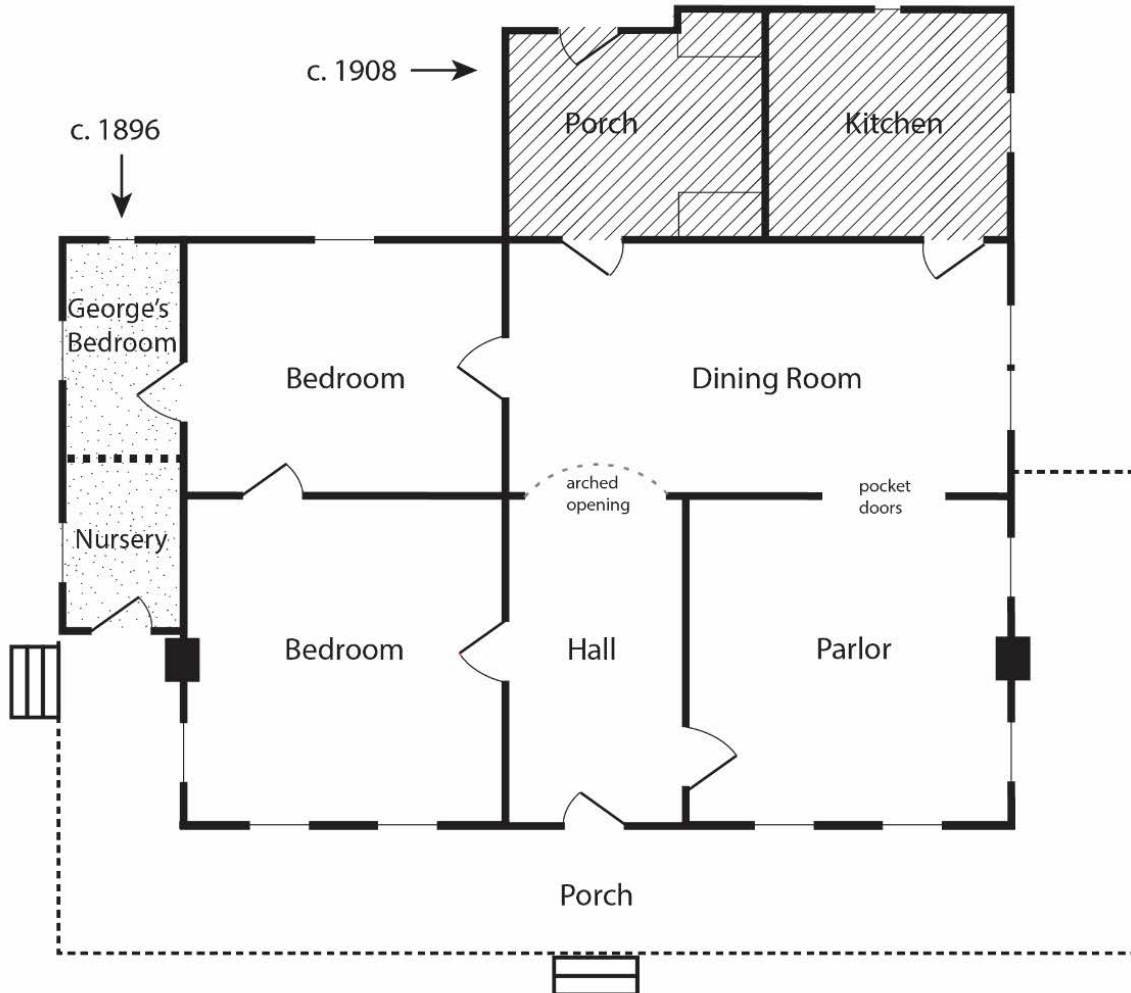 c. 1908
Porch
Kitchen
c. 1896
George's
Bedroom
Bedroom
Dining Room
arched
opening
pocket
doors
Nursery
Bedroom
Hall
Parlor
Porch